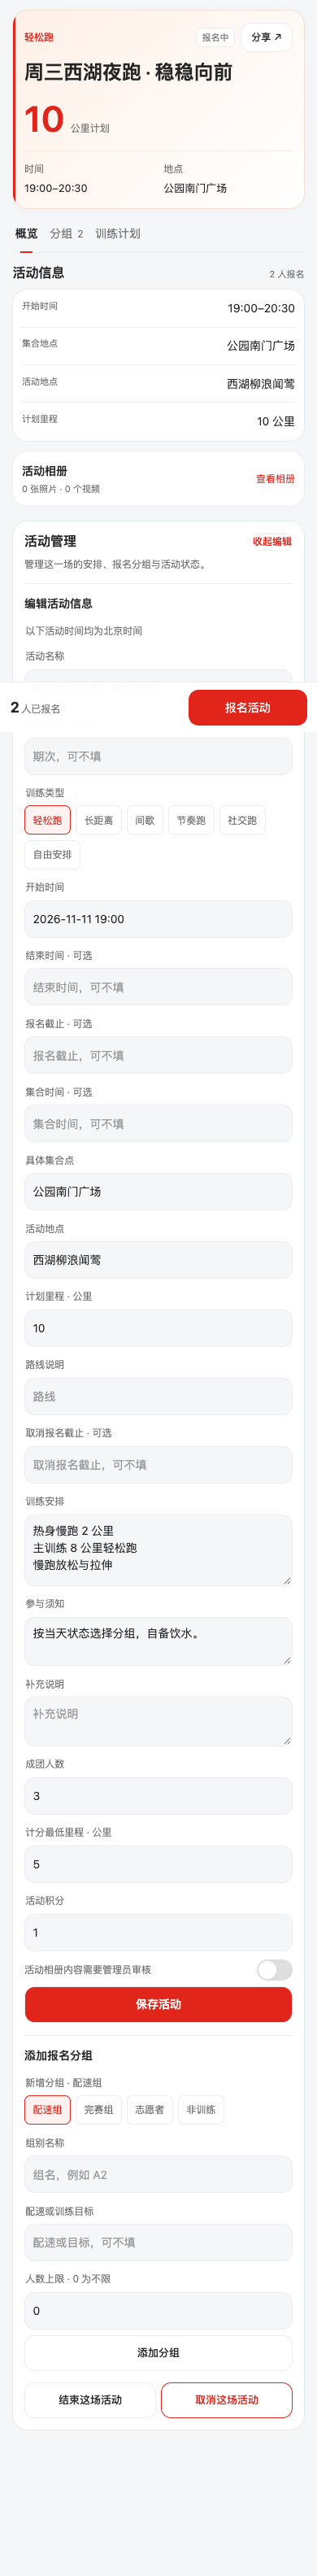 轻松跑
报名中
分享 ↗
周三西湖夜跑 · 稳稳向前
10 公里计划
时间
地点
19:00–20:30
公园南门广场
概览
分组 2
训练计划
活动信息
2 人报名
开始时间
19:00–20:30
集合地点
公园南门广场
活动地点
西湖柳浪闻莺
计划里程
10 公里
活动相册
0 张照片 · 0 个视频
查看相册
活动管理
收起编辑
管理这一场的安排、报名分组与活动状态。
编辑活动信息
以下活动时间均为北京时间
活动名称
2 人已报名
报名活动
期次，可不填
训练类型
轻松跑
长距离
间歇
节奏跑
社交跑
自由安排
开始时间
2026-11-11 19:00
结束时间 · 可选
结束时间，可不填
报名截止 · 可选
报名截止，可不填
集合时间 · 可选
集合时间，可不填
具体集合点
公园南门广场
活动地点
西湖柳浪闻莺
计划里程 · 公里
10
路线说明
路线
取消报名截止 · 可选
取消报名截止，可不填
训练安排
热身慢跑 2 公里
主训练 8 公里轻松跑
慢跑放松与拉伸
参与须知
按当天状态选择分组，自备饮水。
补充说明
补充说明
成团人数
3
计分最低里程 · 公里
5
活动积分
1
活动相册内容需要管理员审核
保存活动
添加报名分组
新增分组 · 配速组
配速组
完赛组
志愿者
非训练
组别名称
组名，例如 A2
配速或训练目标
配速或目标，可不填
人数上限 · 0 为不限
0
添加分组
结束这场活动
取消这场活动